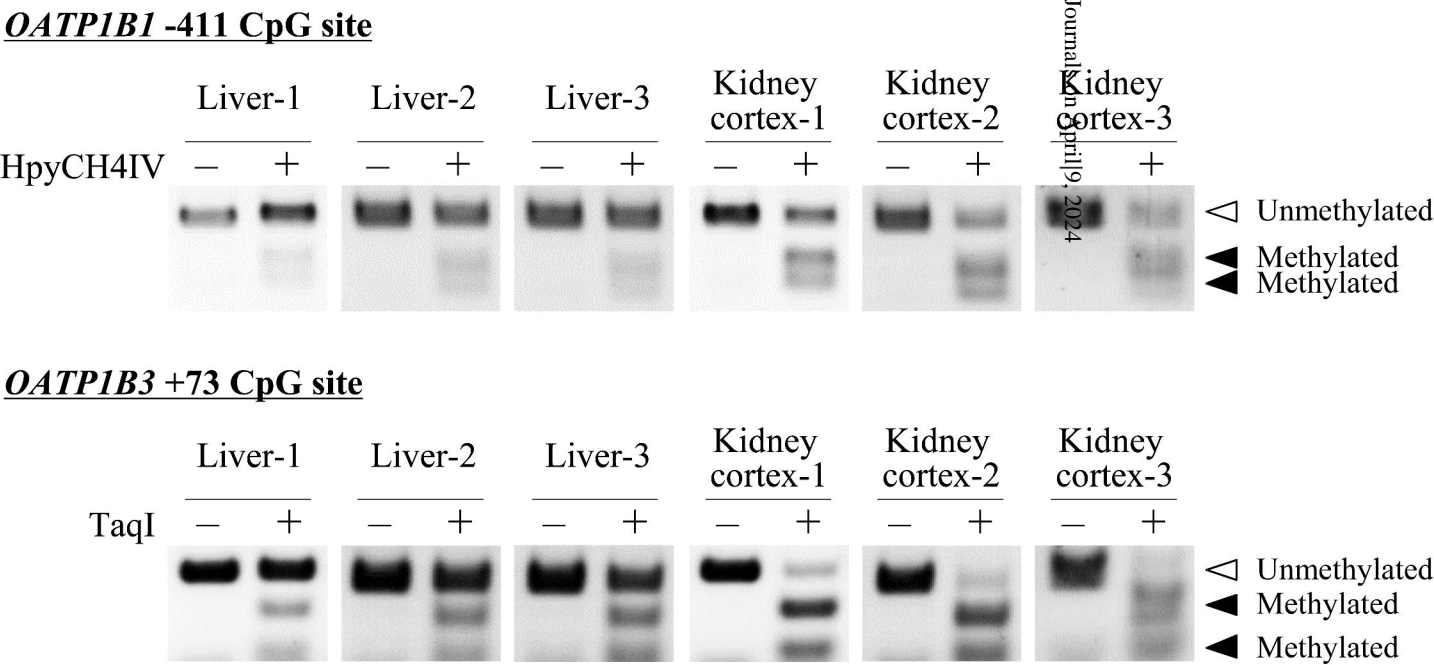 OATP1B1 -411 CpG site
Liver-1 Liver-2 Liver-3 Kidney cortex-1 Kidney cortex-2 Kidney cortex-3
HpyCH4IV – + – + – + – + – + +
Unmethylated
Methylated
Methylated
Journals on April 9, 2024
OATP1B3 +73 CpG site
Liver-1 Liver-2 Liver-3 Kidney cortex-1 Kidney cortex-2 Kidney cortex-3
TaqI – + – + – + – + – + – +
Unmethylated
Methylated
Methylated